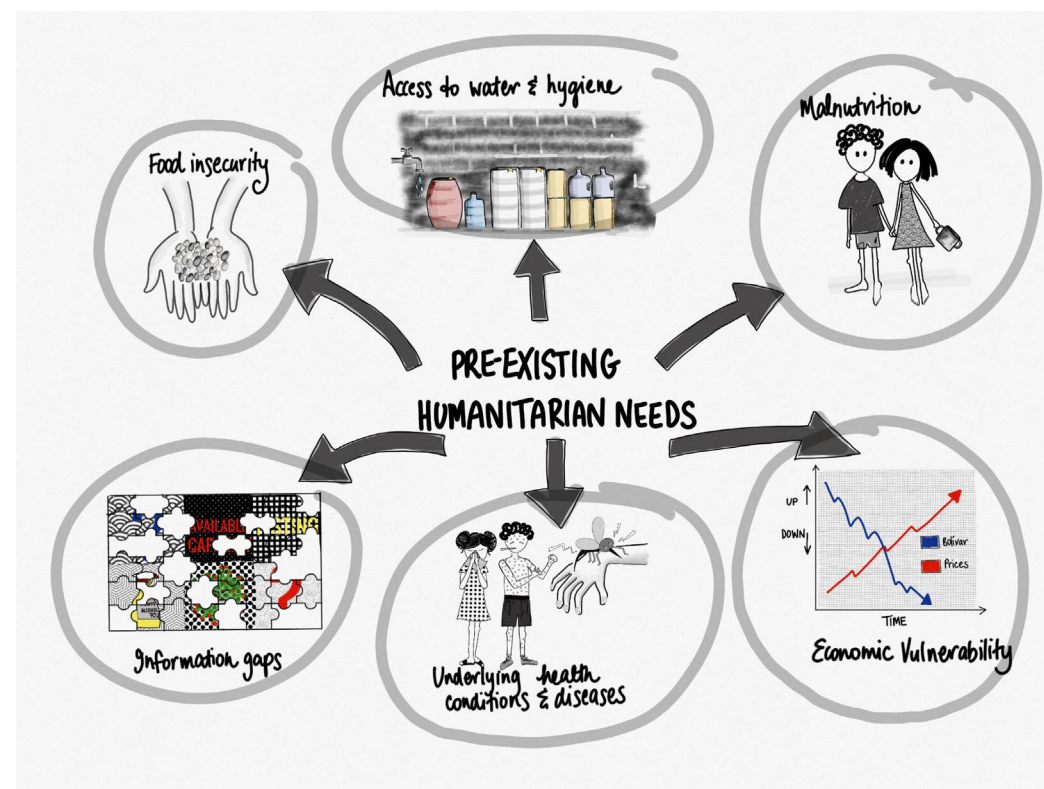 Access to water & hygiene
Malnutrition
Food insecurity
PRE-EXISTING
HUMANITARIAN NEEDS
UP
DOWN
Bolivar
Prices
TIME
Economic Vulnerability
Information gaps
Underlying health
conditions & diseases